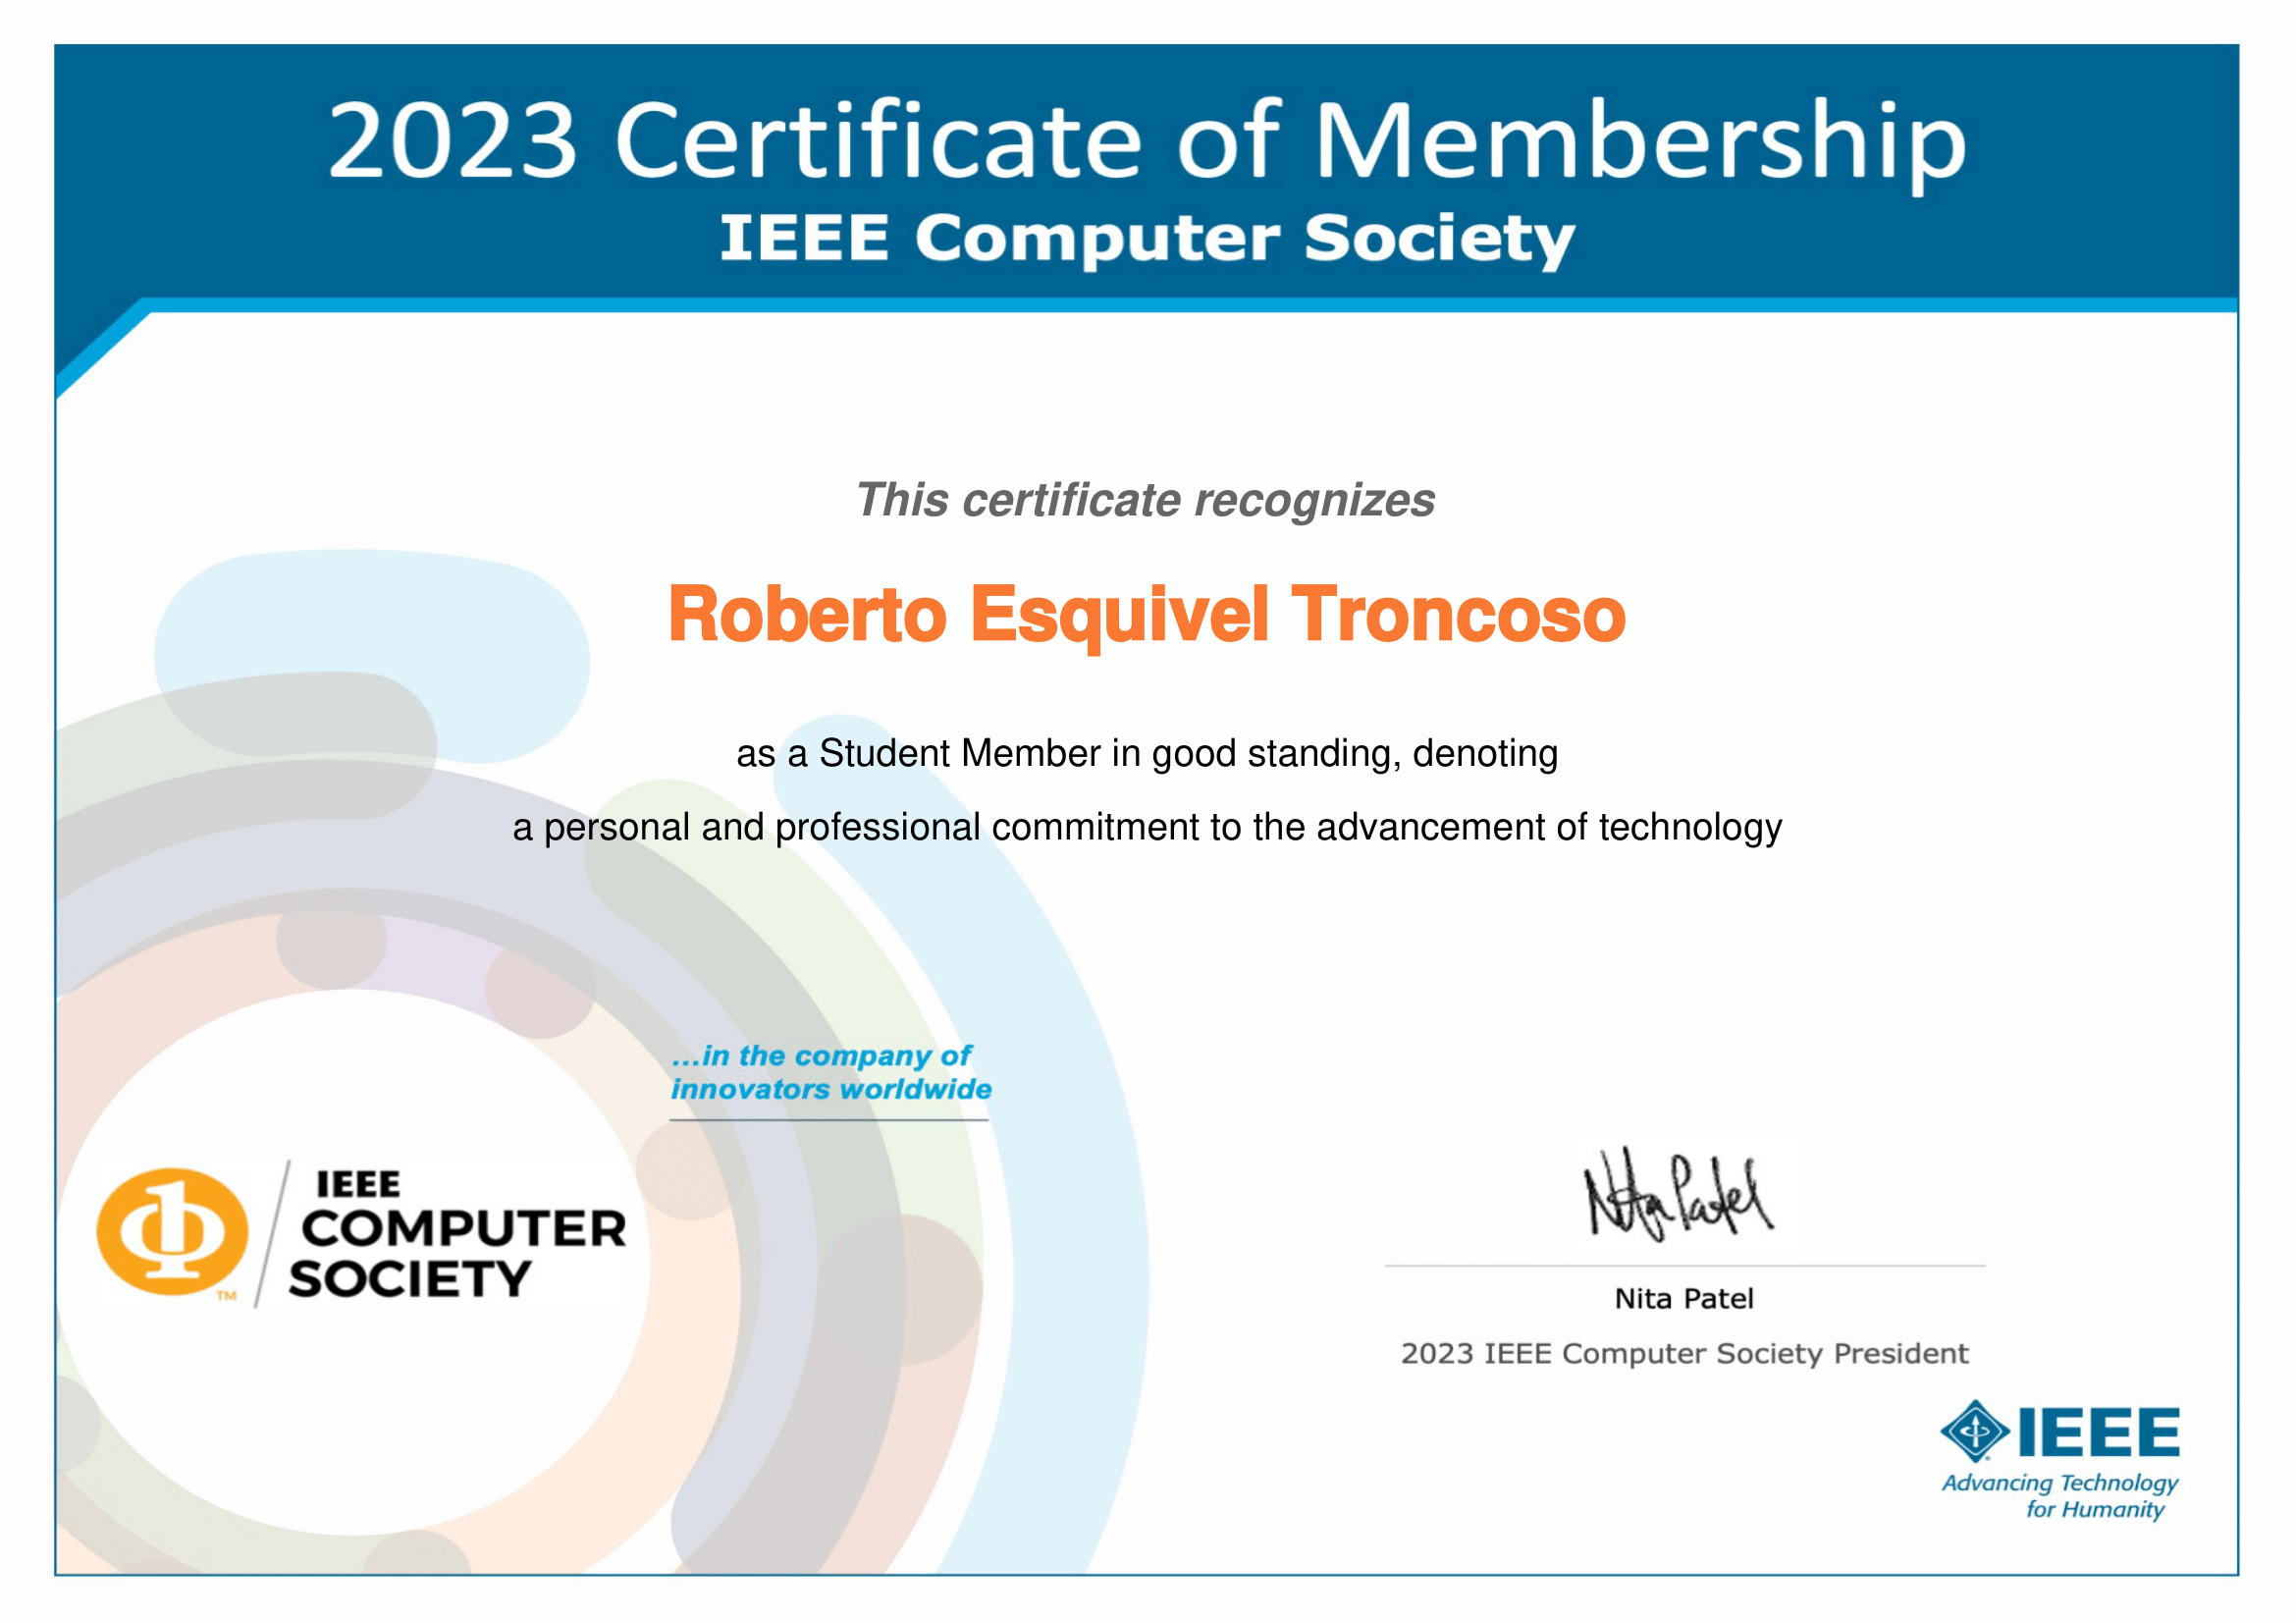 2023 Certificate of Membership
IEEE Computer Society
This certificate recognizes
Roberto Esquivel Troncoso
as a Student Member in good standing, denoting
a personal and professional commitment to the advancement of technology
...in the company of
innovators worldwide
IEEE
COMPUTER
SOCIETY
TM
Nita Patel
Nita Patel
2023 IEEE Computer Society President
IEEE
Advancing Technology
for Humanity